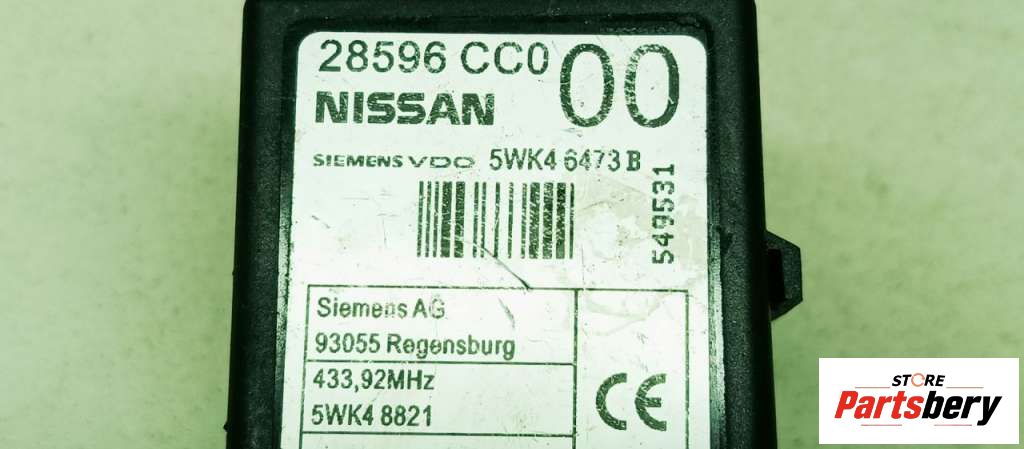 28596 CC0 00
NISSAN
SIEMENS VDO 5WK4 6473 B
549531
Siemens AG
93055 Regensburg
433,92MHz
5WK4 8821
CE
STORE
Partsbery